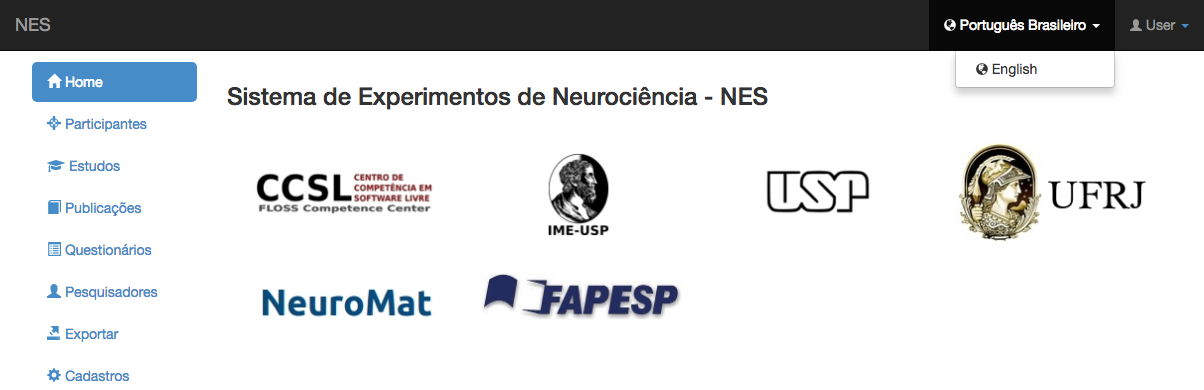 NES
Português Brasileiro
User
English
Home
Participantes
Estudos
Publicações
Questionários
Pesquisadores
Exportar
Cadastros
Sistema de Experimentos de Neurociência - NES
CCSL
CENTRO DE
COMPETÊNCIA EM
SOFTWARE LIVRE
FLOSS Competence Center
IME-USP
USP
UFRJ
NeuroMat
FAPESP